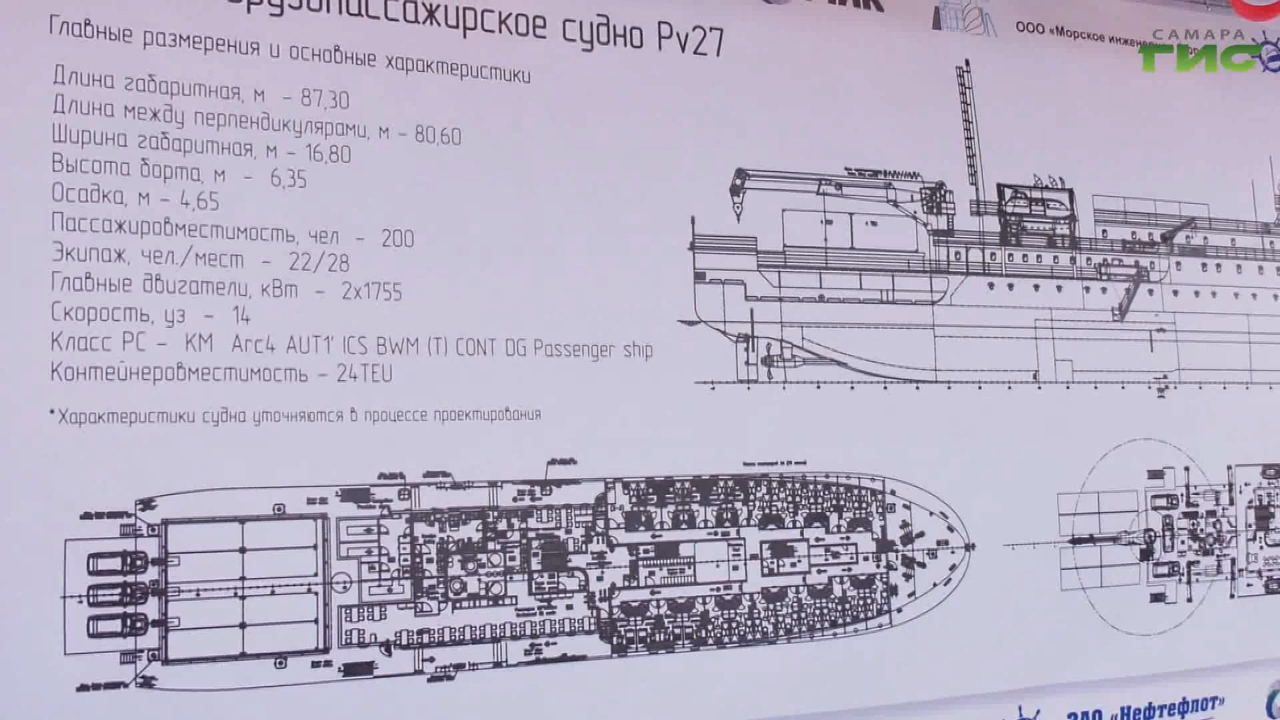 судно Pv27
Главные размерения и основные характеристики
Длина габаритная, м - 87,30
Длина между перпендикулярами, м - 80,60
Ширина габаритная, м - 16,80
Высота борта, м - 6,35
Осадка, м - 4,65
Пассажировместимость, чел - 200
Экипаж, чел./мест - 22/28
Главные двигатели, кВт - 2x1755
Скорость, уз - 14
Класс РС - КМ Arc4 AUT1' ICS BWM (T) CONT DG Passenger ship
Контейнеровместимость - 24TEU
*Характеристики судна уточняются в процессе проектирования
ООО «Морское
САМАРА
ГИС
ЗАО «Нефтефлот»